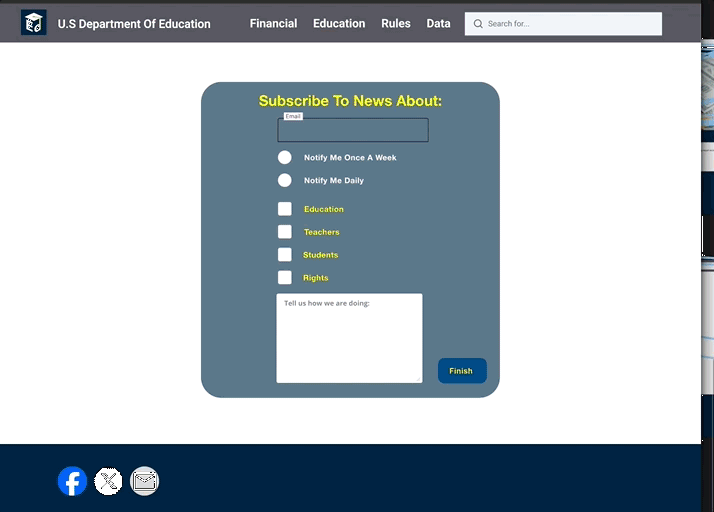 U.S Department Of Education
Financial
Education
Rules
Data
Search for...
Subscribe To News About:
Email
Notify Me Once A Week
Notify Me Daily
Education
Teachers
Students
Rights
Tell us how we are doing:
Finish